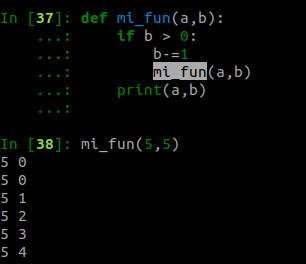 In [37]: def mi_fun(a,b):
    ...:     if b > 0:
    ...:         b-=1
    ...:         mi_fun(a,b)
    ...:     print(a,b)
    ...:

In [38]: mi_fun(5,5)
5 0
5 0
5 1
5 2
5 3
5 4